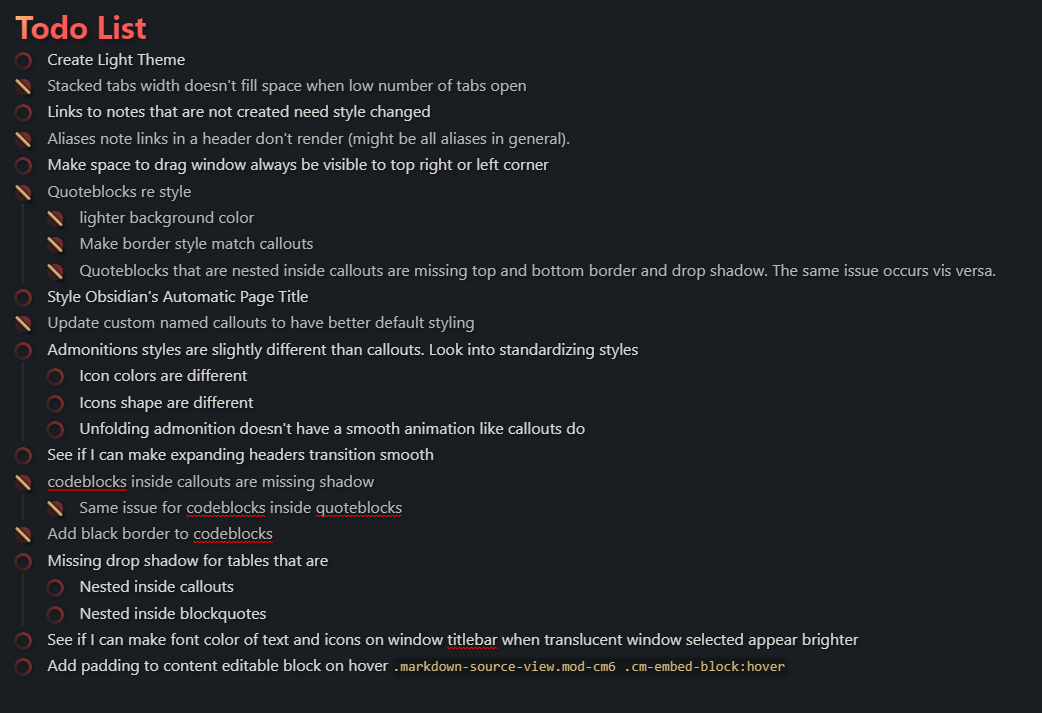 Todo List
Create Light Theme
Stacked tabs width doesn't fill space when low number of tabs open
Links to notes that are not created need style changed
Aliases note links in a header don't render (might be all aliases in general).
Make space to drag window always be visible to top right or left corner
Quoteblocks re style
lighter background color
Make border style match callouts
Quoteblocks that are nested inside callouts are missing top and bottom border and drop shadow. The same issue occurs vis versa.
Style Obsidian's Automatic Page Title
Update custom named callouts to have better default styling
Admonitions styles are slightly different than callouts. Look into standardizing styles
Icon colors are different
Icons shape are different
Unfolding admonition doesn't have a smooth animation like callouts do
See if I can make expanding headers transition smooth
codeblocks inside callouts are missing shadow
Same issue for codeblocks inside quoteblocks
Add black border to codeblocks
Missing drop shadow for tables that are
Nested inside callouts
Nested inside blockquotes
See if I can make font color of text and icons on window titlebar when translucent window selected appear brighter
Add padding to content editable block on hover .markdown-source-view.mod-cm6 .cm-embed-block:hover